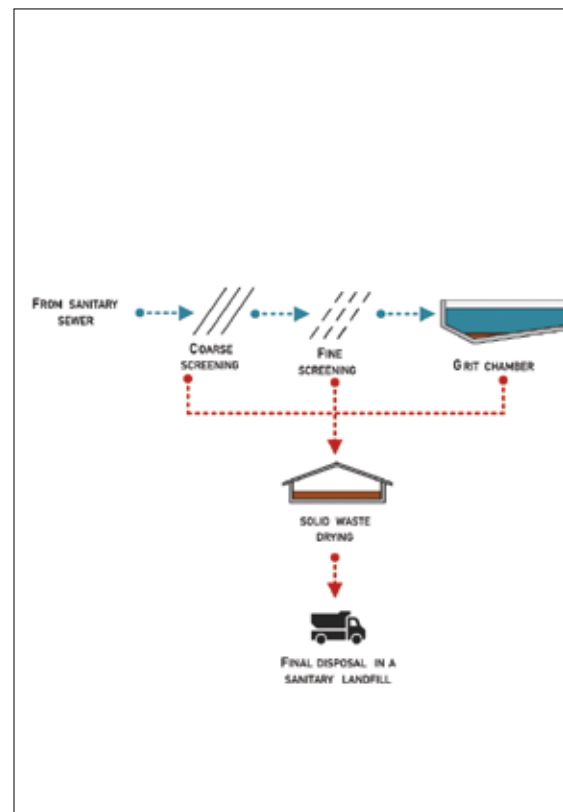 FROM SANITARY
SEWER
COARSE
SCREENING
FINE
SCREENING
GRIT CHAMBER
SOLID WASTE
DRYING
FINAL DISPOSAL IN A
SANITARY LANDFILL